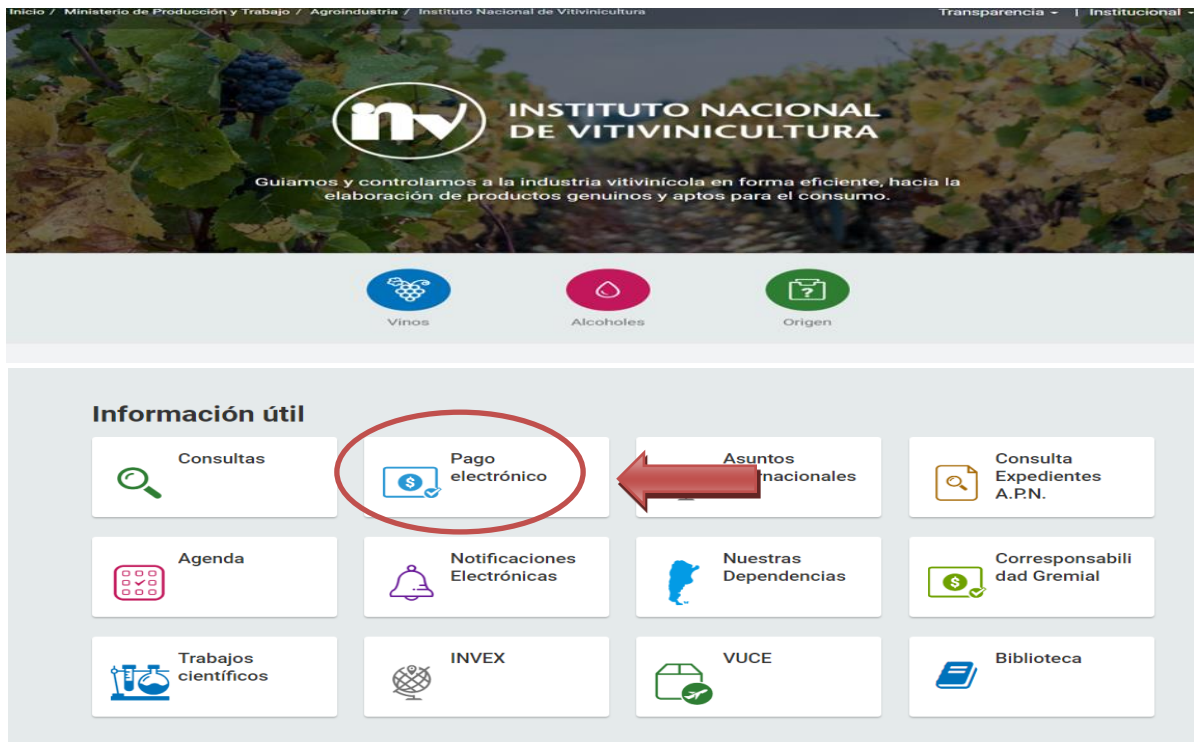 Inicio / Ministerio de Producción y Trabajo / Agroindustria / Instituto Nacional de Vitivinicultura
Transparencia | Institucional
inv
INSTITUTO NACIONAL
DE VITIVINICULTURA
Guiamos y controlamos a la industria vitivinícola en forma eficiente, hacia la
elaboración de productos genuinos y aptos para el consumo.
Vinos
Alcoholes
Origen
Información útil
Consultas
Pago
electrónico
Asuntos
nacionales
Consulta
Expedientes
A.P.N.
Agenda
Notificaciones
Electrónicas
Nuestras
Dependencias
Corresponsabili
dad Gremial
Trabajos
científicos
INVEX
VUCE
Biblioteca